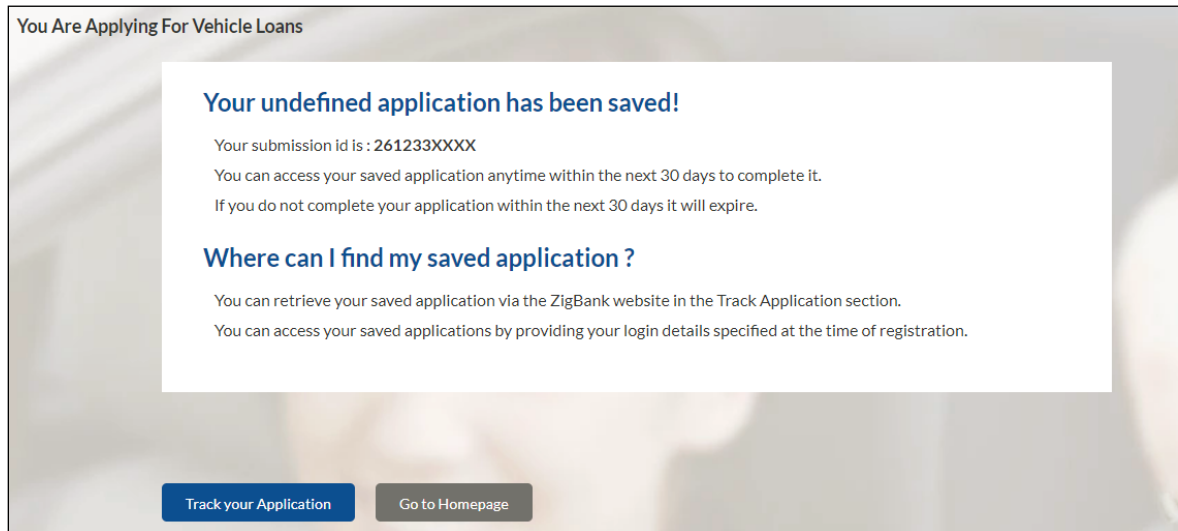 You Are Applying For Vehicle Loans
Your undefined application has been saved!
Your submission id is : 261233XXXX
You can access your saved application anytime within the next 30 days to complete it.
If you do not complete your application within the next 30 days it will expire.
Where can I find my saved application ?
You can retrieve your saved application via the ZigBank website in the Track Application section.
You can access your saved applications by providing your login details specified at the time of registration.
Track your Application
Go to Homepage